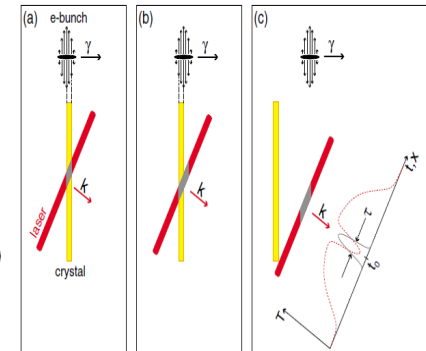 (a) e-bunch
γ
k
laser
crystal
(b)
γ
k
(c)
γ
k
t,x
τ
t₀
T
)